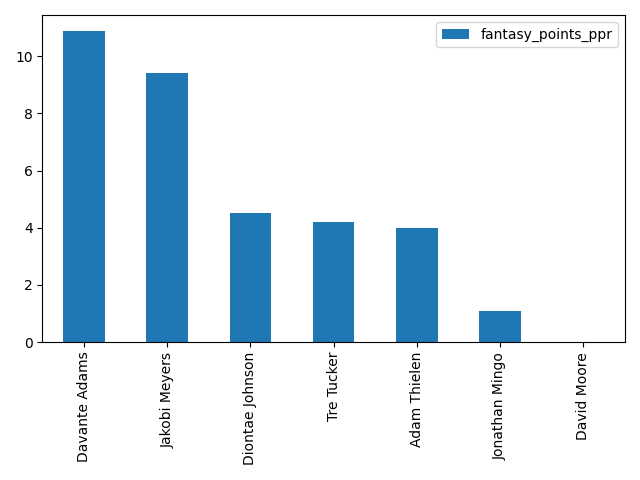 fantasy_points_ppr
10
8
6
4
2
0
Davante Adams
Jakobi Meyers
Diontae Johnson
Tre Tucker
Adam Thielen
Jonathan Mingo
David Moore